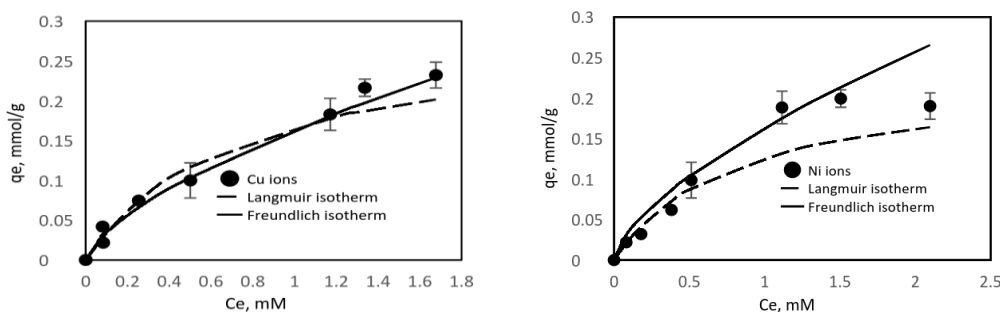 0.3
0.25
0.2
0.15
0.1
0.05
0
qe, mmol/g
Cu ions
Langmuir isotherm
Freundlich isotherm
0 0.2 0.4 0.6 0.8 1 1.2 1.4 1.6 1.8
Ce, mM
0.3
0.25
0.2
0.15
0.1
0.05
0
qe, mmol/g
Ni ions
Langmuir isotherm
Freundlich isotherm
0 0.5 1 1.5 2 2.5
Ce, mM